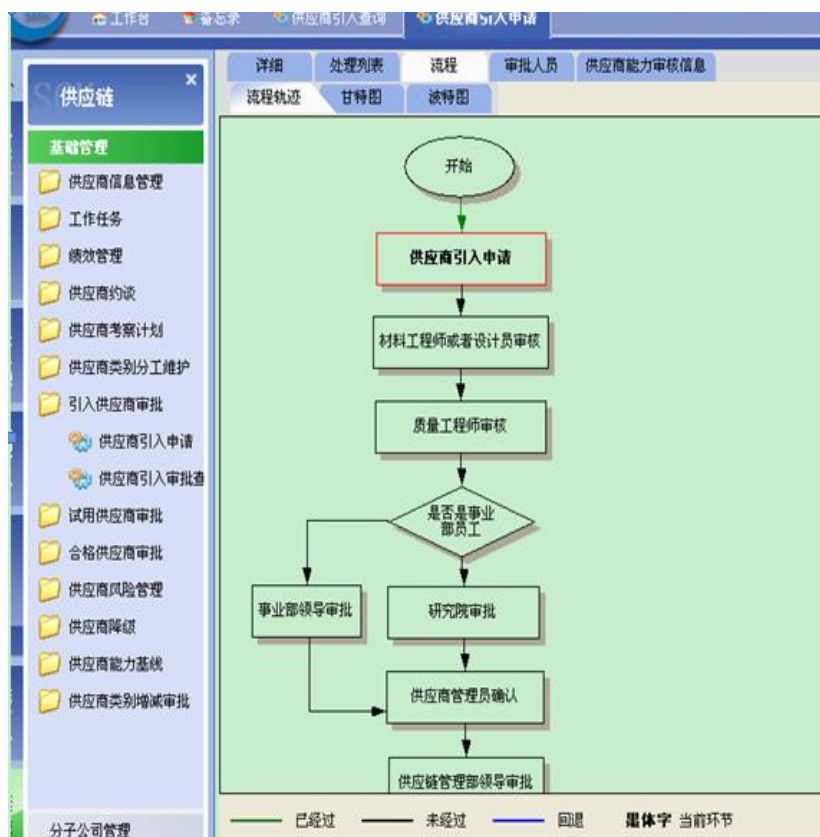 工作台 备忘录 供应商引入查询 供应商引入申请
详细 处理列表 流程 审批人员 供应商能力审核信息
流程轨迹 甘特图 波特图
供应链
基础管理
供应商信息管理
工作任务
绩效管理
供应商约谈
供应商考察计划
供应商类别分工维护
引入供应商审批
供应商引入申请
供应商引入审批查
试用供应商审批
合格供应商审批
供应商风险管理
供应商降级
供应商能力基线
供应商类别增减审批
分子公司管理
开始
供应商引入申请
材料工程师或者设计员审核
质量工程师审核
是否是事业
部员工
事业部领导审批
研究院审批
供应商管理员确认
供应链管理部领导审批
已经过 未经过 回退 黑体字 当前环节